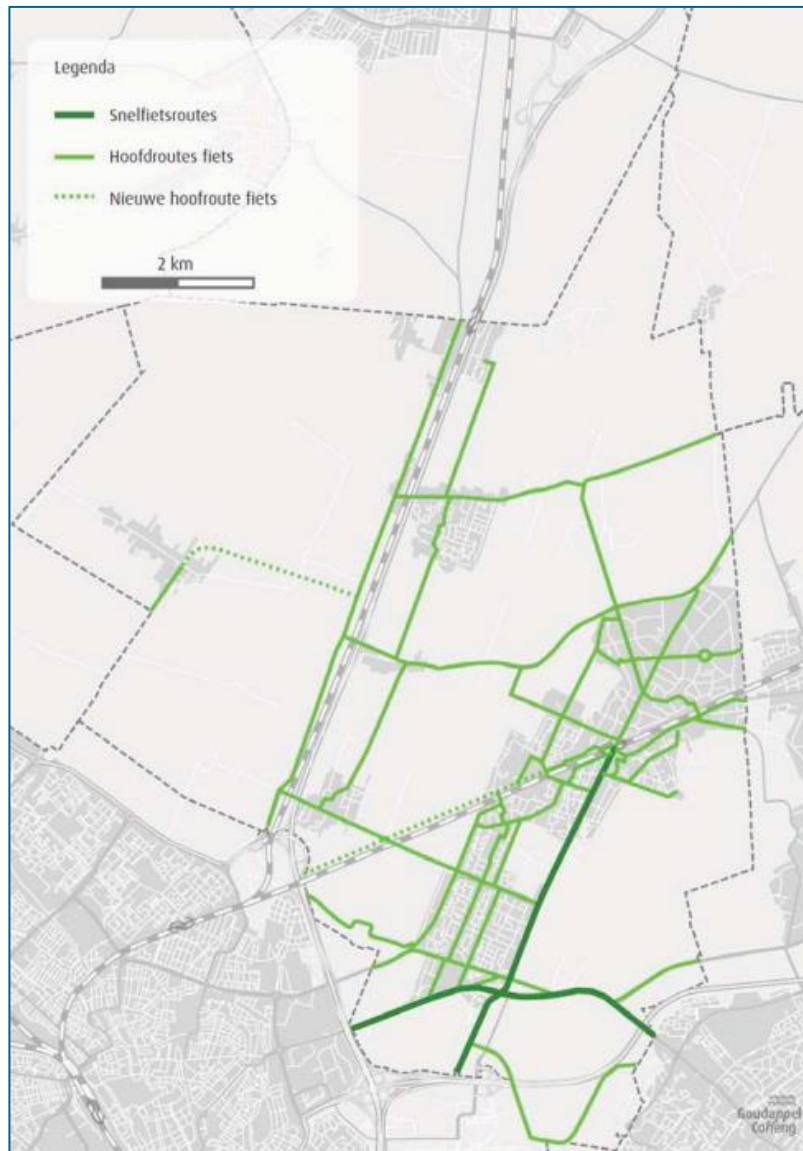 Legenda
Snelfietsroutes
Hoofdroutes fiets
Nieuwe hoofroute fiets
2 km
Goudappel
Coffeng